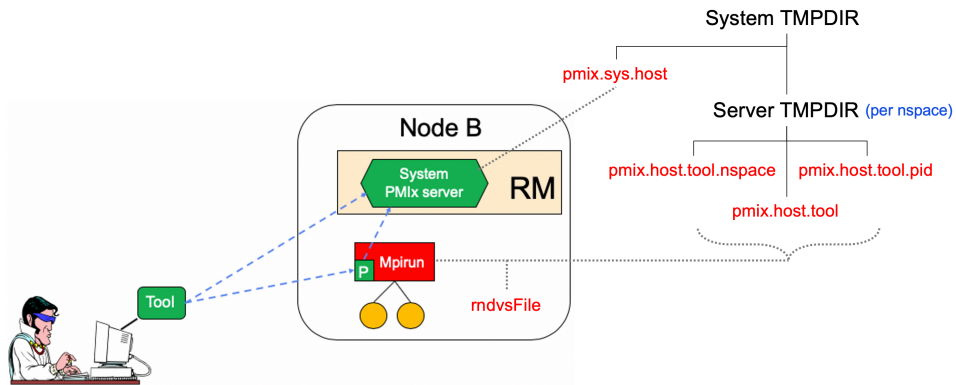 System TMPDIR
pmix.sys.host
Server TMPDIR (per nspace)
Node B
System
PMIx server
RM
pmix.host.tool.nspace
pmix.host.tool.pid
pmix.host.tool
Mpirun
P
Tool
rndvsFile